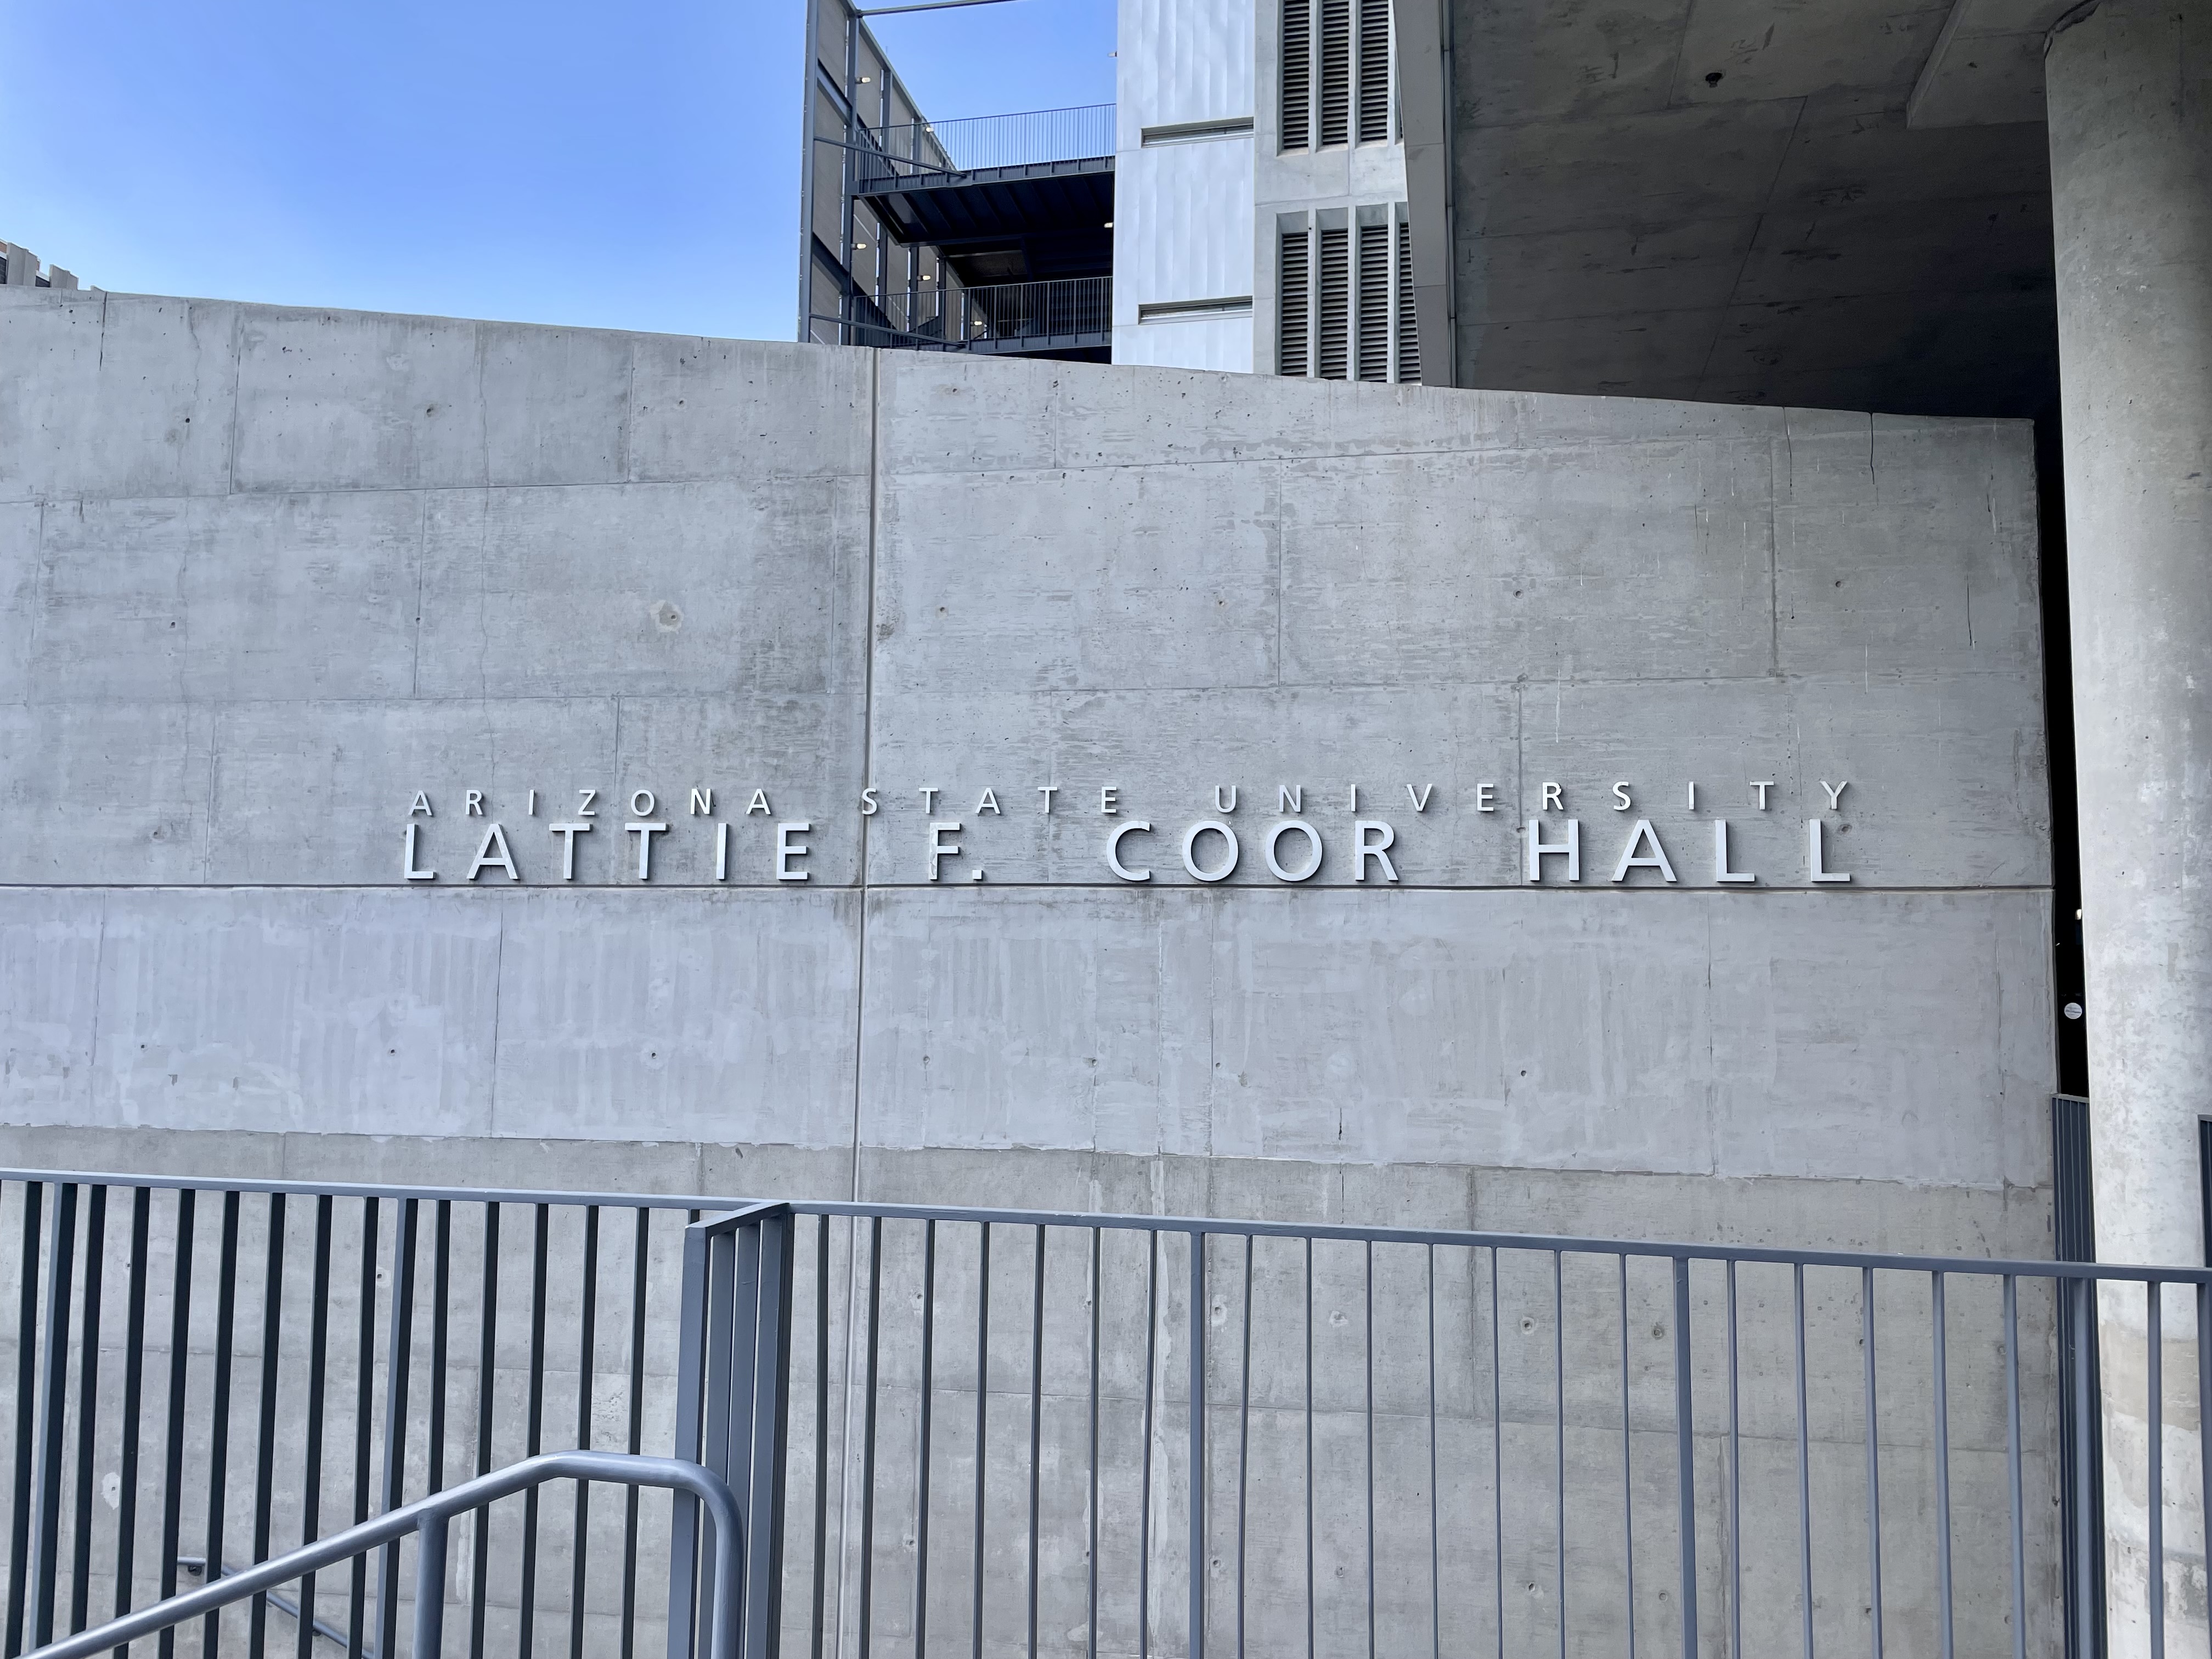 ARIZONA STATE UNIVERSITY
LATTIE F. COOR HALL